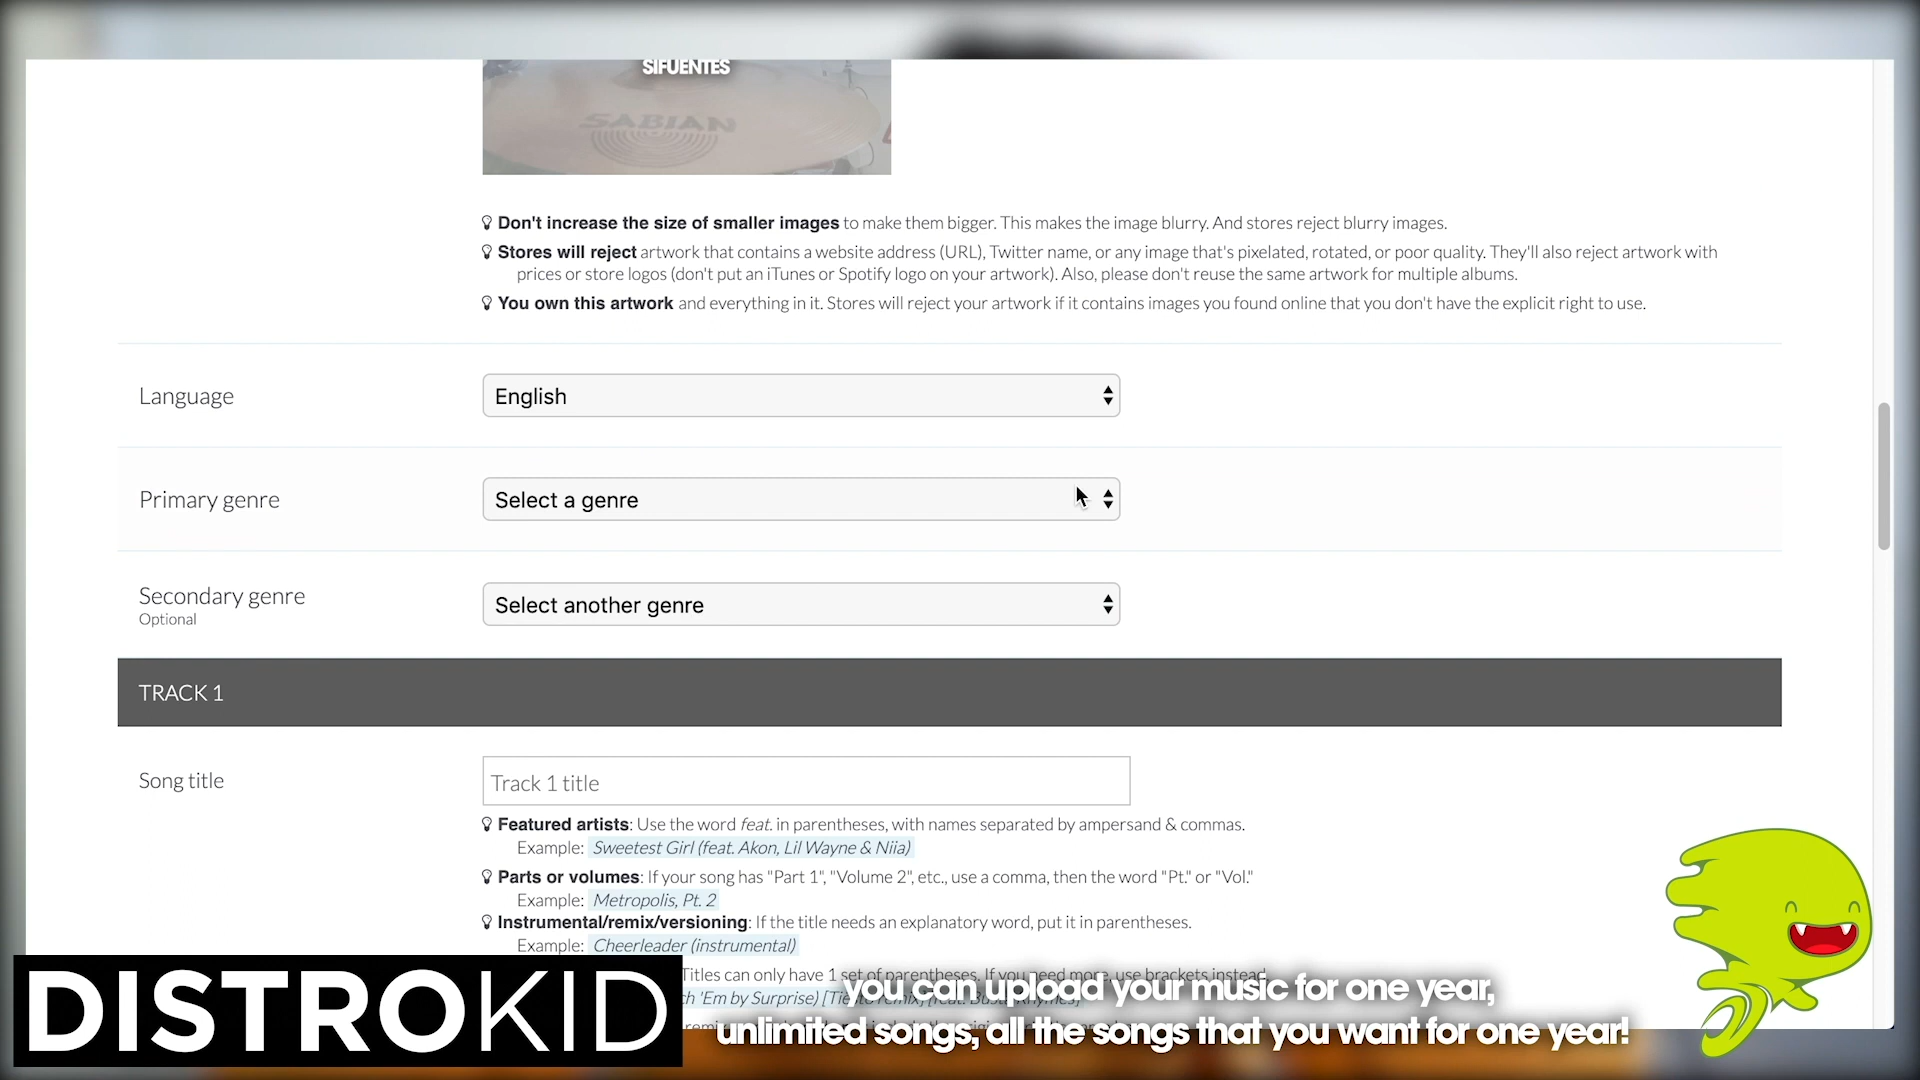 SIFUENTES
SABIAN
Don't increase the size of smaller images to make them bigger. This makes the image blurry. And stores reject blurry images.
Stores will reject artwork that contains a website address (URL), Twitter name, or any image that's pixelated, rotated, or poor quality. They'll also reject artwork with
prices or store logos (don't put an iTunes or Spotify logo on your artwork). Also, please don't reuse the same artwork for multiple albums.
You own this artwork and everything in it. Stores will reject your artwork if it contains images you found online that you don't have the explicit right to use.
Language
English
Primary genre
Select a genre
Secondary genre
Optional
Select another genre
TRACK 1
Song title
Track 1 title
Featured artists: Use the word feat. in parentheses, with names separated by ampersand & commas.
Example: Sweetest Girl (feat. Akon, Lil Wayne & Niia)
Parts or volumes: If your song has "Part 1", "Volume 2", etc., use a comma, then the word "Pt." or "Vol."
Example: Metropolis, Pt. 2
Instrumental/remix/versioning: If the title needs an explanatory word, put it in parentheses.
Example: Cheerleader (instrumental)
Titles can only have 1 set of parentheses. If you need more, use brackets instead
'Em by Surprise)
DISTROKID
you can upload your music for one year,
unlimited songs, all the songs that you want for one year!